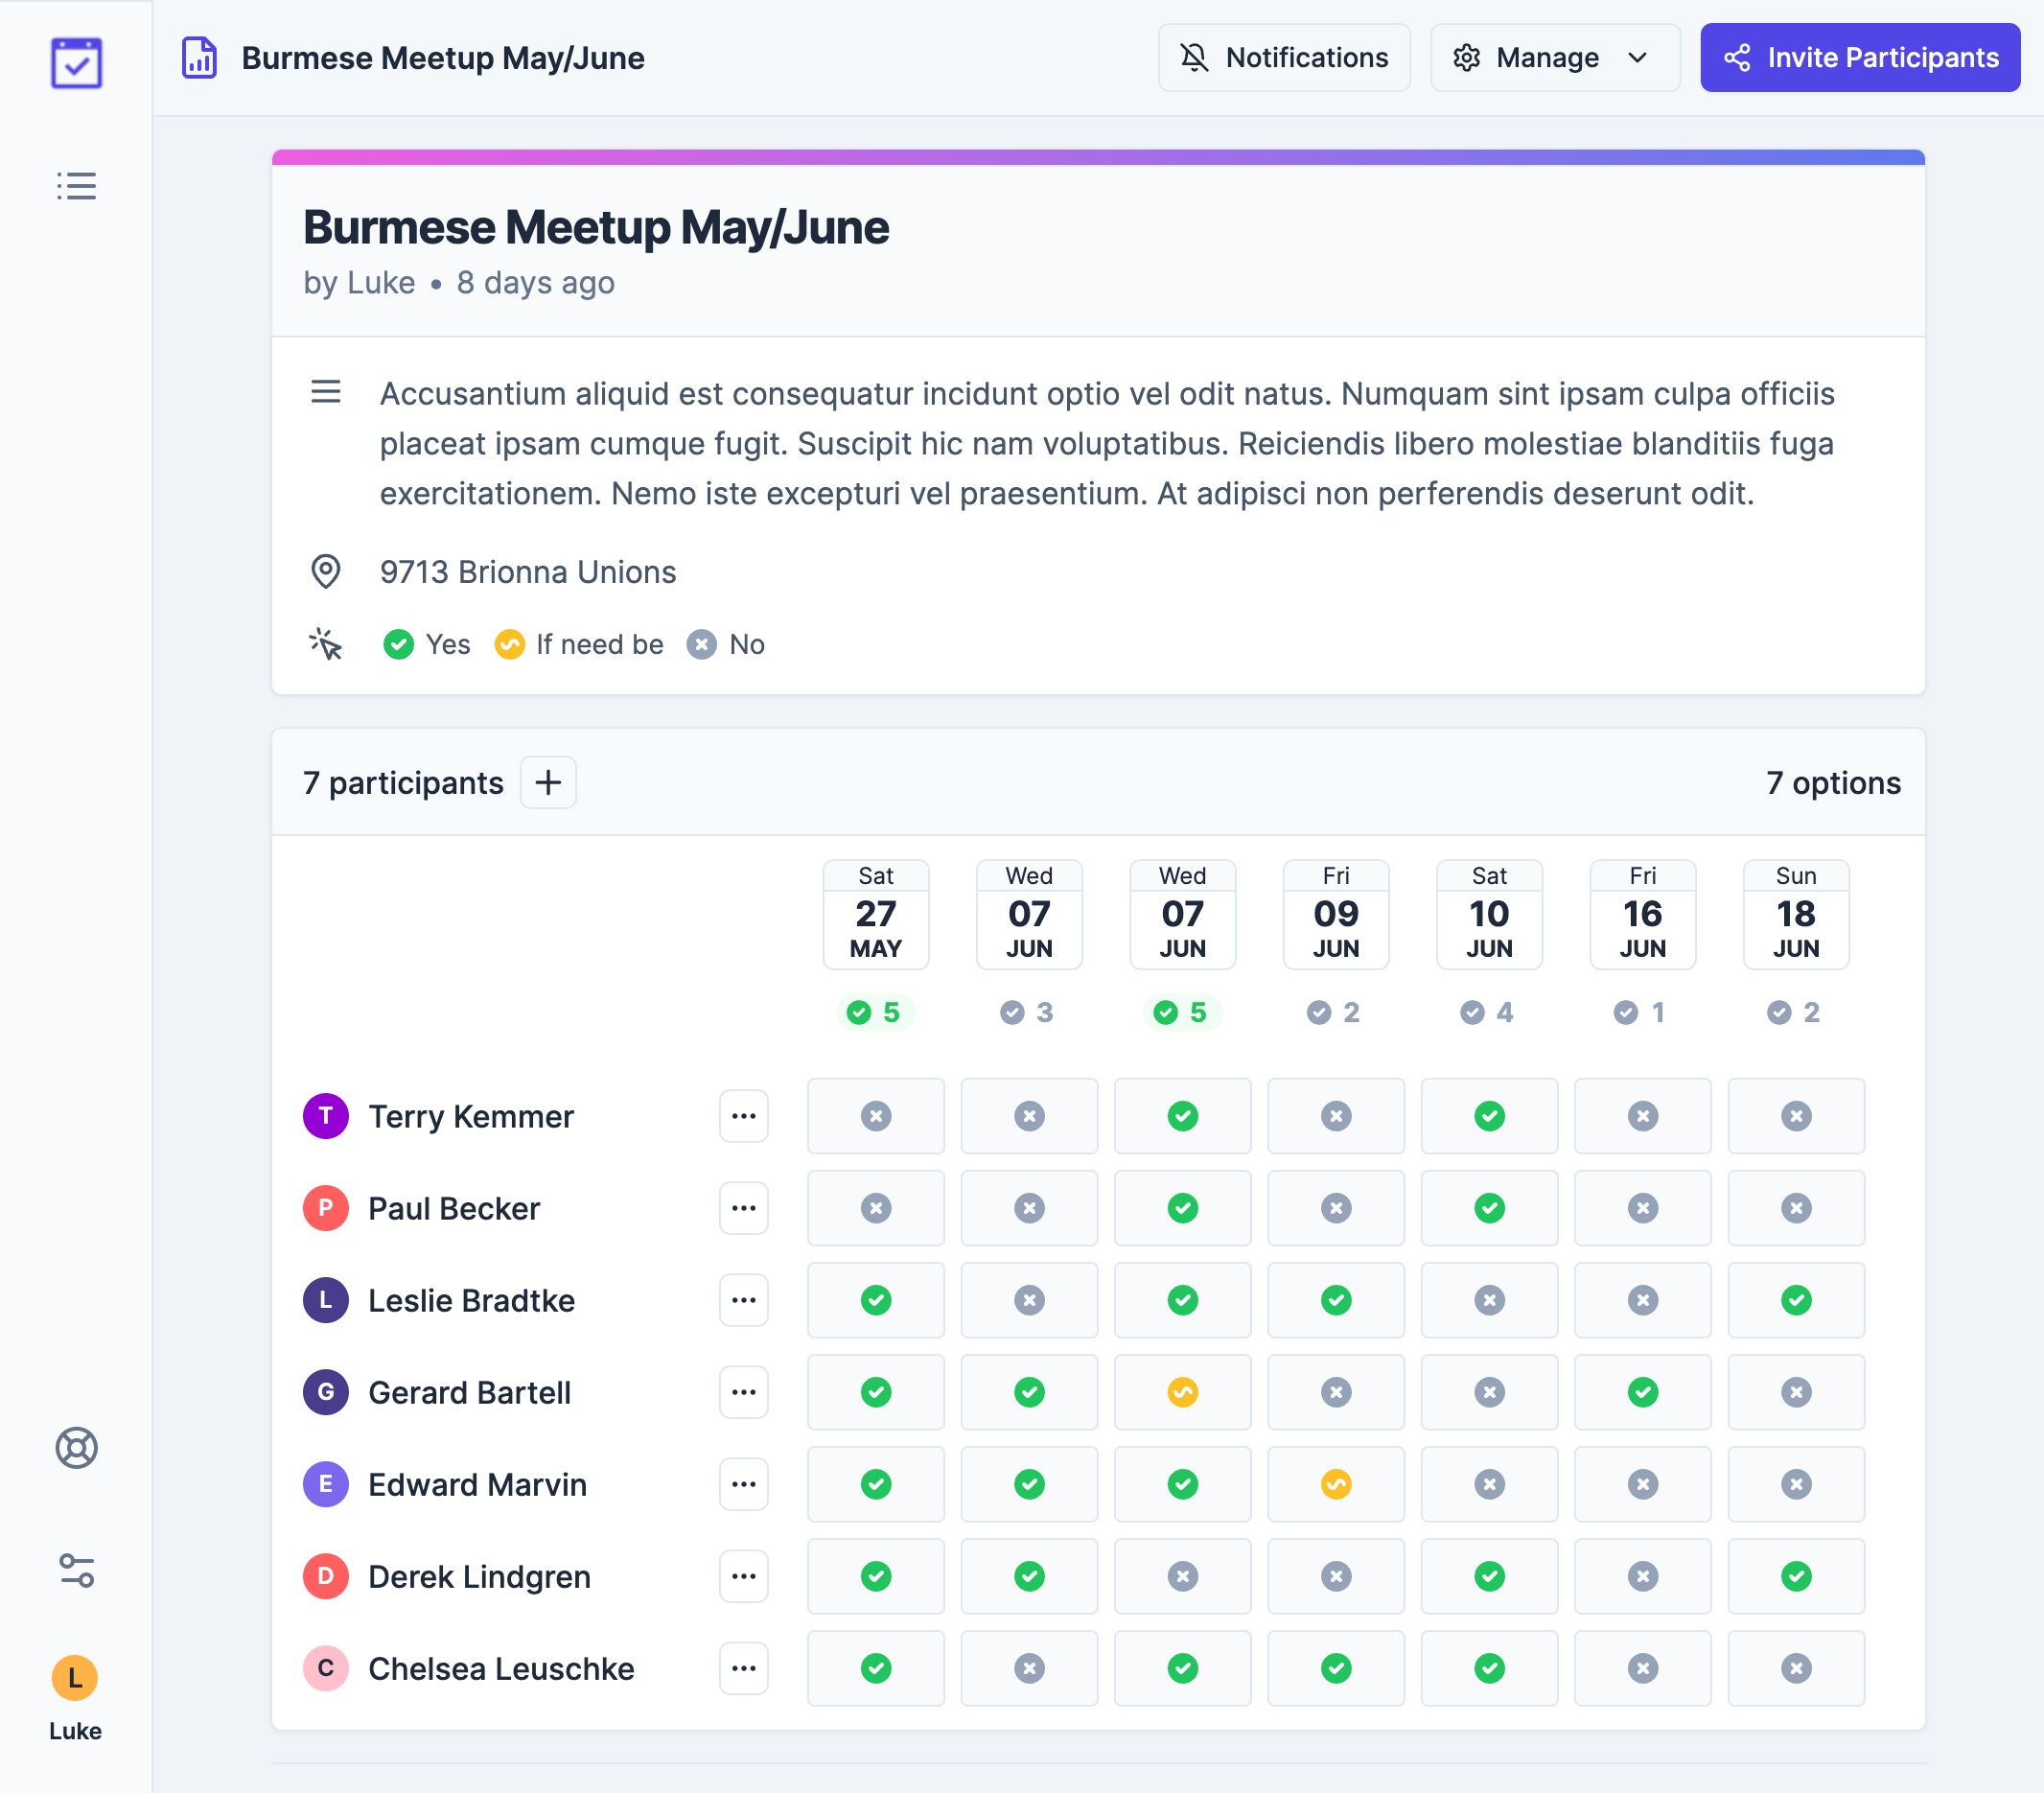 Burmese Meetup May/June
Notifications
Manage
Invite Participants
Burmese Meetup May/June
by Luke • 8 days ago
Accusantium aliquid est consequatur incidunt optio vel odit natus. Numquam sint ipsam culpa officiis
placeat ipsam cumque fugit. Suscipit hic nam voluptatibus. Reiciendis libero molestiae blanditiis fuga
exercitationem. Nemo iste excepturi vel praesentium. At adipisci non perferendis deserunt odit.
9713 Brionna Unions
Yes If need be No
7 participants
7 options
Sat Wed Wed Fri Sat Fri Sun
27 07 07 09 10 16 18
MAY JUN JUN JUN JUN JUN JUN
5 3 5 2 4 1 2
T Terry Kemmer
P Paul Becker
L Leslie Bradtke
G Gerard Bartell
E Edward Marvin
D Derek Lindgren
C Chelsea Leuschke
L
Luke